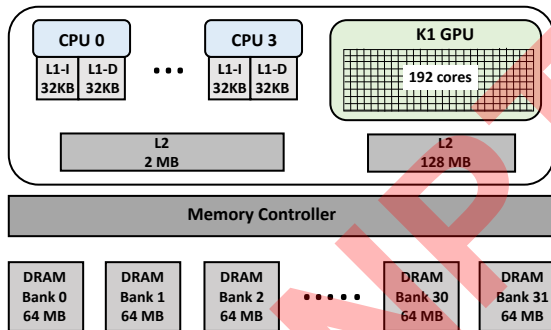 CPU 0
CPU 3
K1 GPU
L1-I
32KB
L1-D
32KB
L1-I
32KB
L1-D
32KB
192 cores
L2
2 MB
L2
128 MB
Memory Controller
DRAM
Bank 0
64 MB
DRAM
Bank 1
64 MB
DRAM
Bank 2
64 MB
DRAM
Bank 30
64 MB
DRAM
Bank 31
64 MB